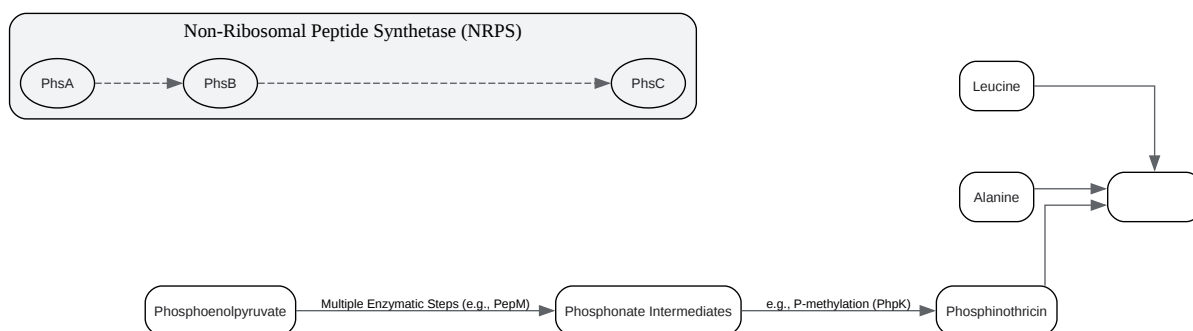 Non-Ribosomal Peptide Synthetase (NRPS)
PhsA
PhsB
PhsC
Leucine
Alanine
Phosphoenolpyruvate
Multiple Enzymatic Steps (e.g., PepM)
Phosphonate Intermediates
e.g., P-methylation (PhpK)
Phosphinothricin